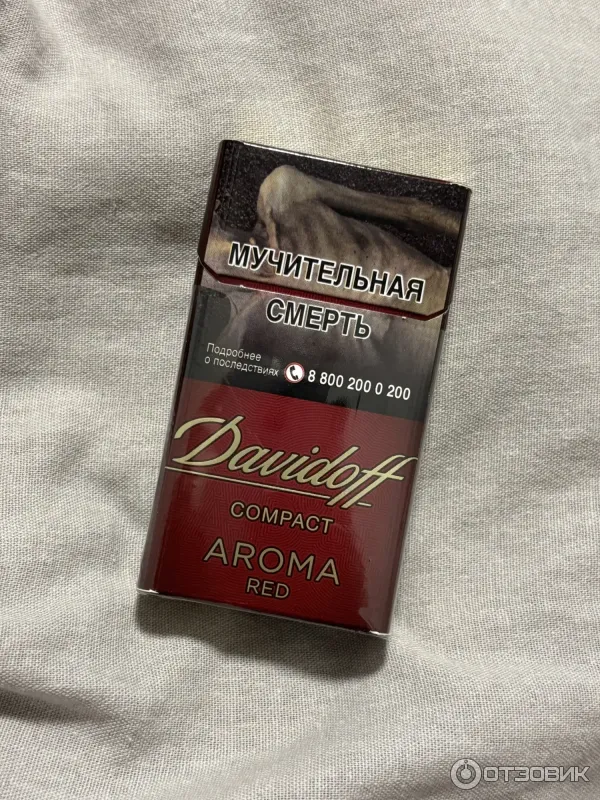 МУЧИТЕЛЬНАЯ
СМЕРТЬ
Подробнее
о последствиях 8 800 200 0 200
Davidoff
COMPACT
AROMA
RED
ОТЗОВИК